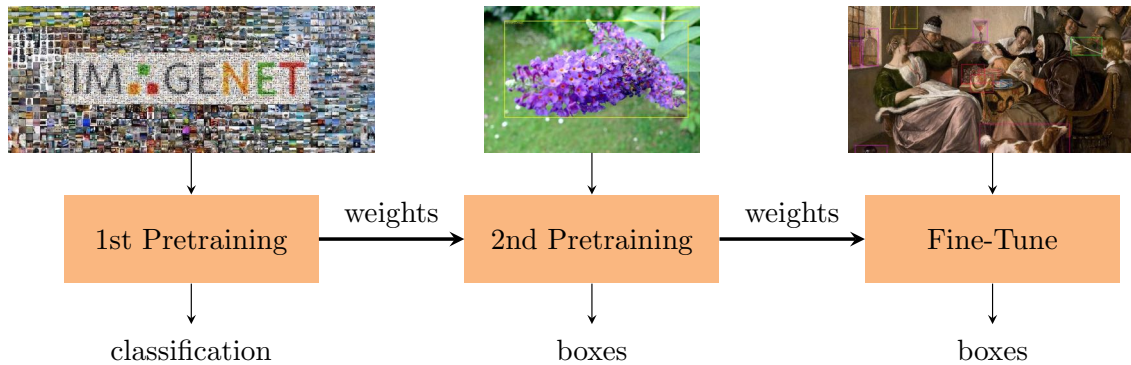 IMAGENET
weights
weights
1st Pretraining
2nd Pretraining
Fine-Tune
classification
boxes
boxes